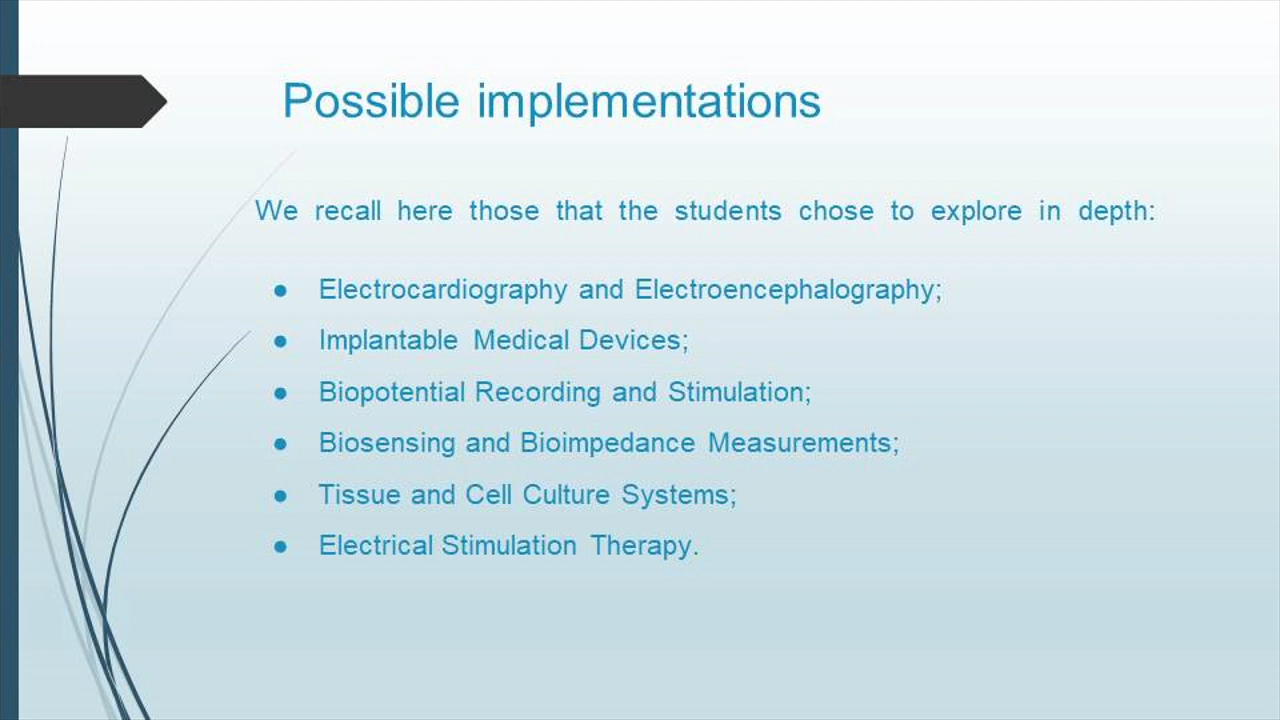 Possible implementations
We recall here those that the students chose to explore in depth:
● Electrocardiography and Electroencephalography;
● Implantable Medical Devices;
● Biopotential Recording and Stimulation;
● Biosensing and Bioimpedance Measurements;
● Tissue and Cell Culture Systems;
● Electrical Stimulation Therapy.